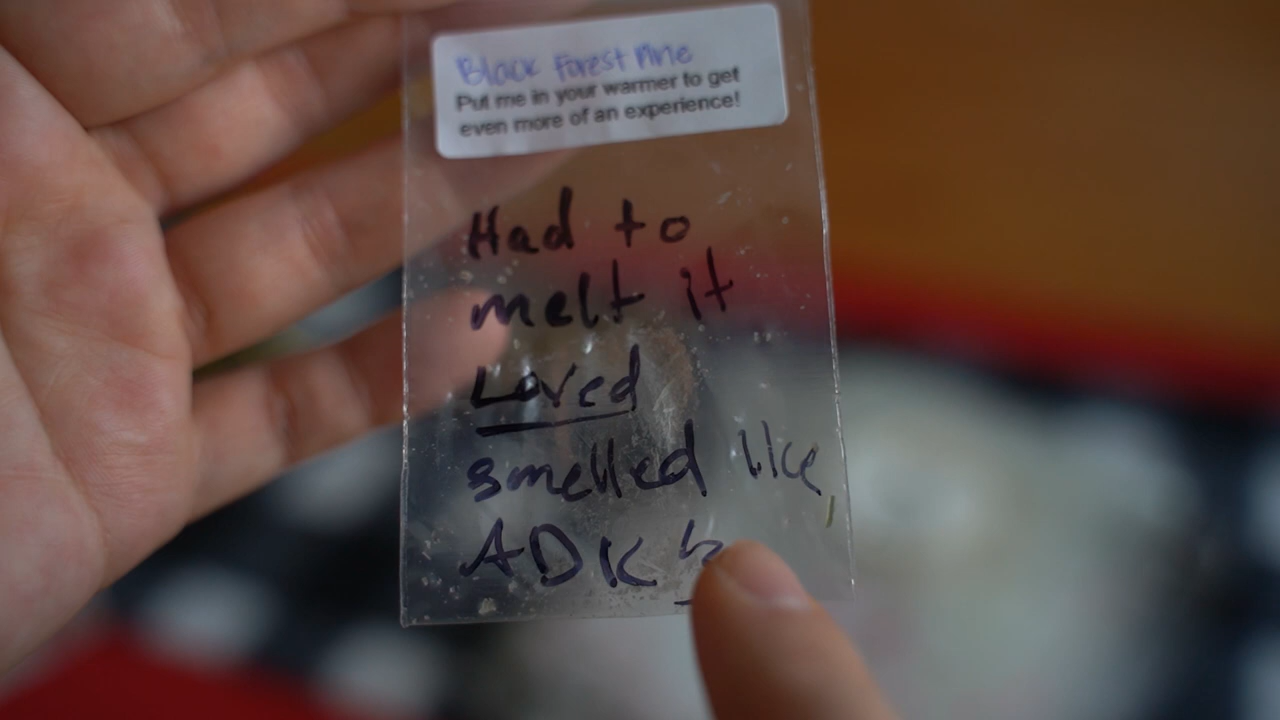 Black Forest Pine
Put me in your warmer to get
even more of an experience!
Had to
melt it
Loved
smelled like
ADK